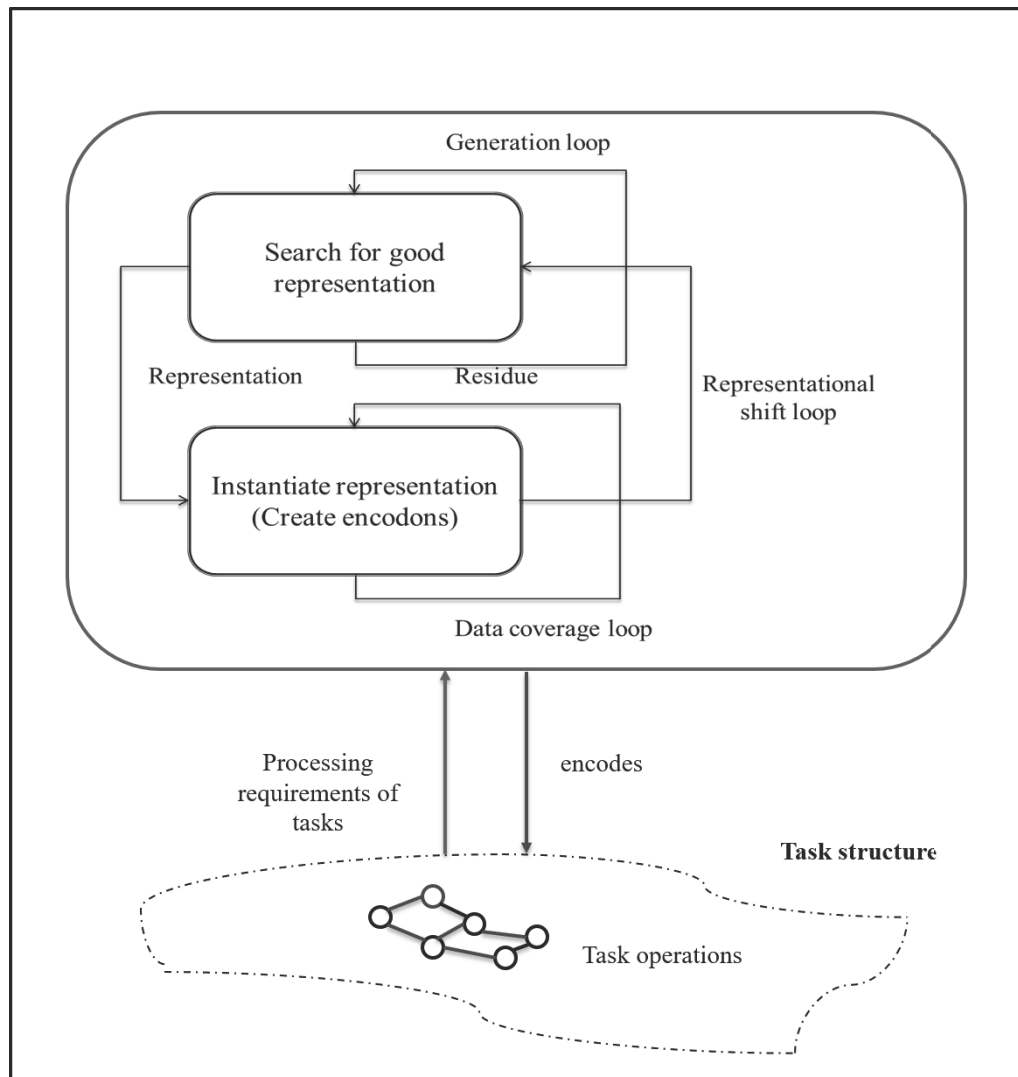 Generation loop
Search for good
representation
Representation
Residue
Representational
shift loop
Instantiate representation
(Create encodons)
Data coverage loop
Processing
requirements of
tasks
encodes
Task structure
Task operations